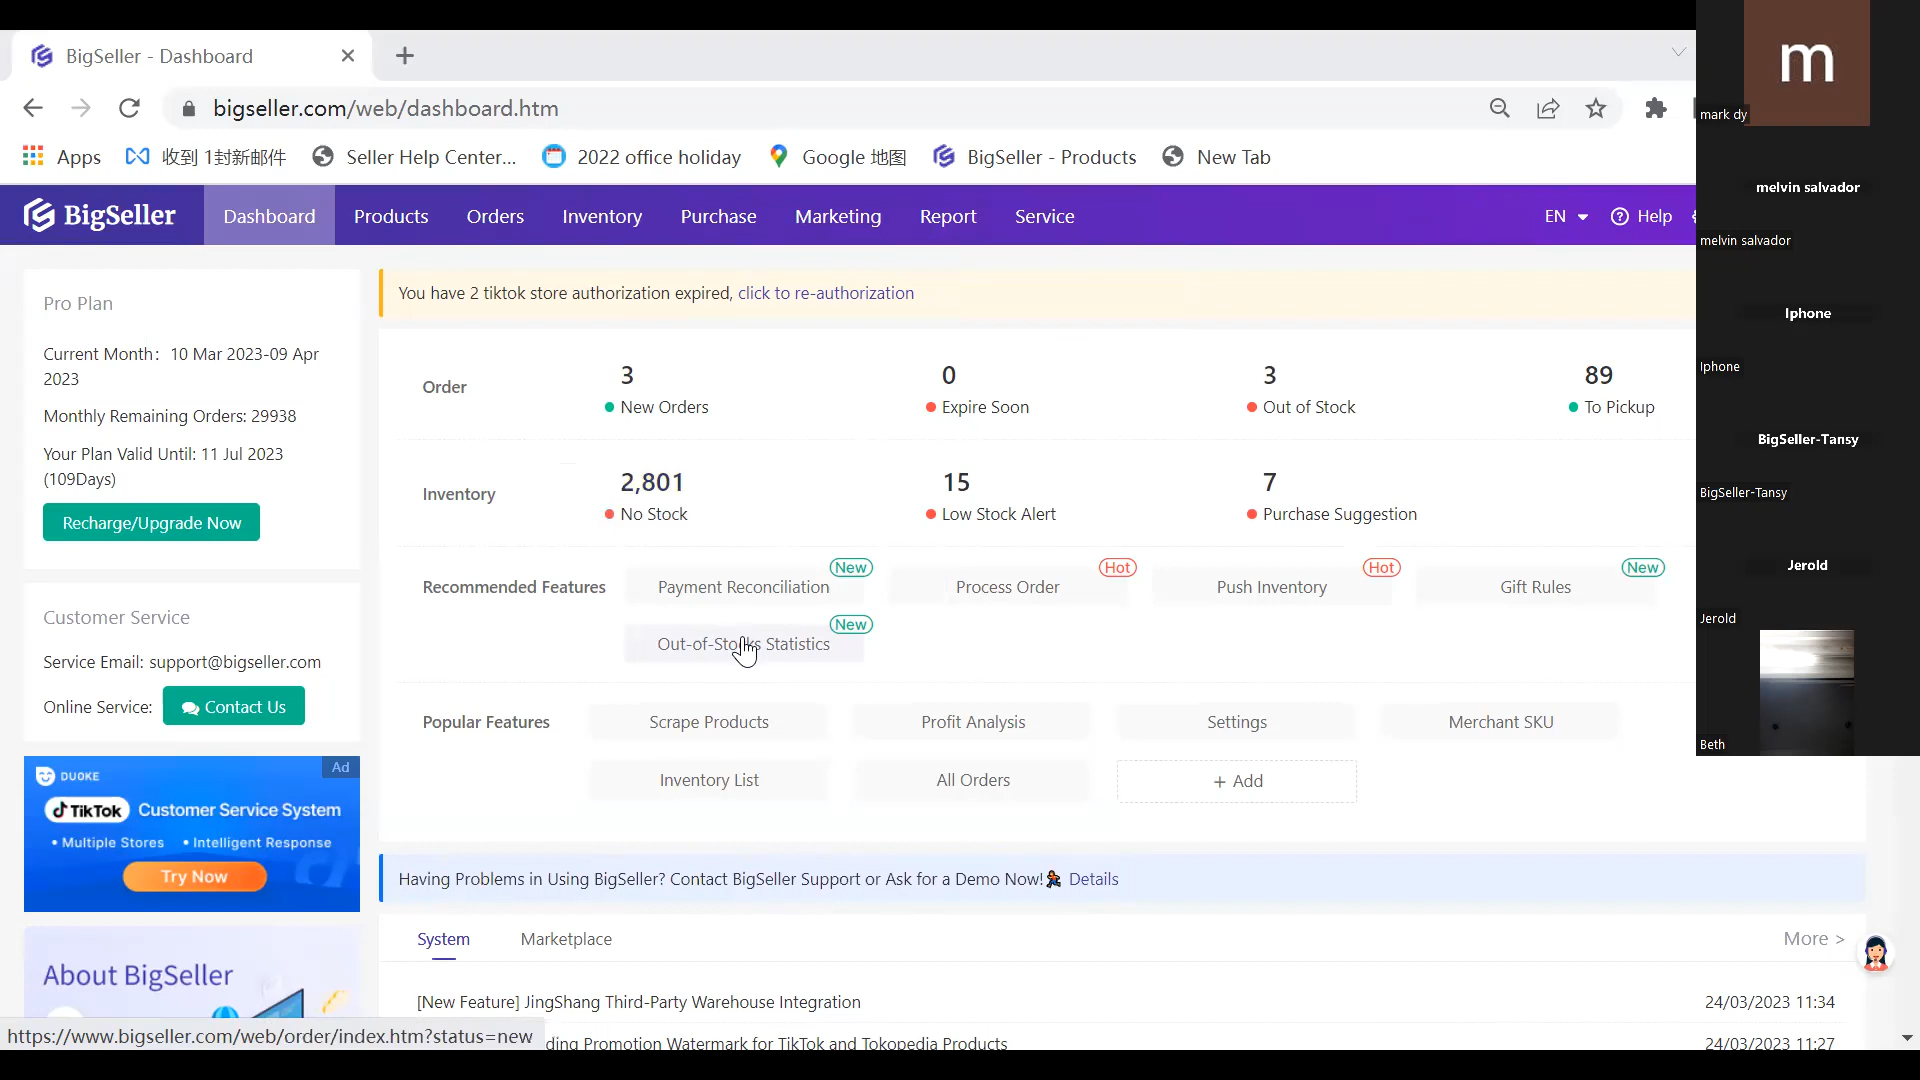 BigSeller - Dashboard
bigseller.com/web/dashboard.htm
Apps
收到 1封新邮件
Seller Help Center...
2022 office holiday
Google 地图
BigSeller - Products
New Tab
BigSeller
Dashboard
Products
Orders
Inventory
Purchase
Marketing
Report
Service
EN
Help
Pro Plan
Current Month: 10 Mar 2023-09 Apr
2023
Monthly Remaining Orders: 29938
Your Plan Valid Until: 11 Jul 2023
(109Days)
Recharge/Upgrade Now
Customer Service
Service Email: support@bigseller.com
Online Service:
Contact Us
Ad
DUOKE
TikTok Customer Service System
• Multiple Stores • Intelligent Response
Try Now
About BigSeller
https://www.bigseller.com/web/order/index.htm?status=new
You have 2 tiktok store authorization expired, click to re-authorization
Order
3
New Orders
0
Expire Soon
3
Out of Stock
89
To Pickup
Inventory
2,801
No Stock
15
Low Stock Alert
7
Purchase Suggestion
Recommended Features
Payment Reconciliation
New
Process Order
Hot
Push Inventory
Hot
Gift Rules
New
Out-of-Stocks Statistics
New
Popular Features
Scrape Products
Profit Analysis
Settings
Merchant SKU
Inventory List
All Orders
+ Add
Having Problems in Using BigSeller? Contact BigSeller Support or Ask for a Demo Now! Details
System
Marketplace
More >
[New Feature] JingShang Third-Party Warehouse Integration
24/03/2023 11:34
Promotion Watermark for TikTok and Tokopedia Products
24/03/2023 11:27
m
mark dy
melvin salvador
melvin salvador
Iphone
Iphone
BigSeller-Tansy
BigSeller-Tansy
Jerold
Jerold
Beth